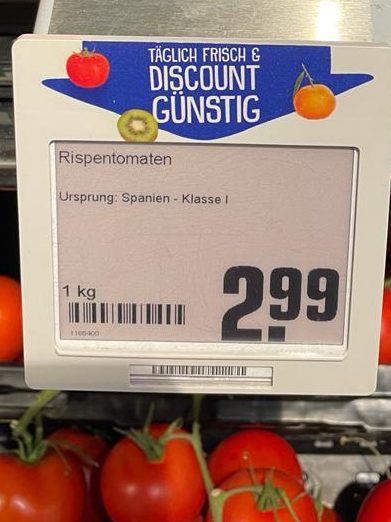 TÄGLICH FRISCH &
DISCOUNT
GÜNSTIG
Rispentomaten
Ursprung: Spanien - Klasse I
1 kg
2.99